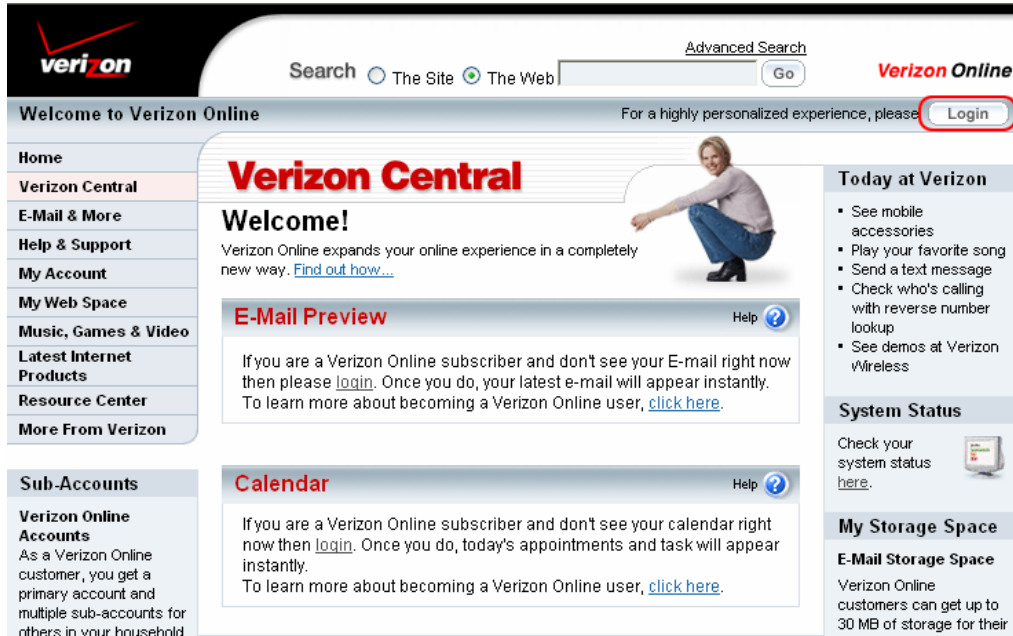 verizon
Advanced Search
Search The Site The Web Go
Verizon Online
Welcome to Verizon Online
For a highly personalized experience, please Login
Home
Verizon Central
E-Mail & More
Help & Support
My Account
My Web Space
Music, Games & Video
Latest Internet
Products
Resource Center
More From Verizon
Sub-Accounts
Verizon Online
Accounts
As a Verizon Online
customer, you get a
primary account and
multiple sub-accounts for
others in your household
Verizon Central
Welcome!
Verizon Online expands your online experience in a completely
new way. Find out how...
E-Mail Preview
Help ?
If you are a Verizon Online subscriber and don't see your E-mail right now
then please login. Once you do, your latest e-mail will appear instantly.
To learn more about becoming a Verizon Online user, click here.
Calendar
Help ?
If you are a Verizon Online subscriber and don't see your calendar right
now then login. Once you do, today's appointments and task will appear
instantly.
To learn more about becoming a Verizon Online user, click here.
Today at Verizon
▪ See mobile
accessories
▪ Play your favorite song
▪ Send a text message
▪ Check who's calling
with reverse number
lookup
▪ See demos at Verizon
Wireless
System Status
Check your
system status
here.
My Storage Space
E-Mail Storage Space
Verizon Online
customers can get up to
30 MB of storage for their